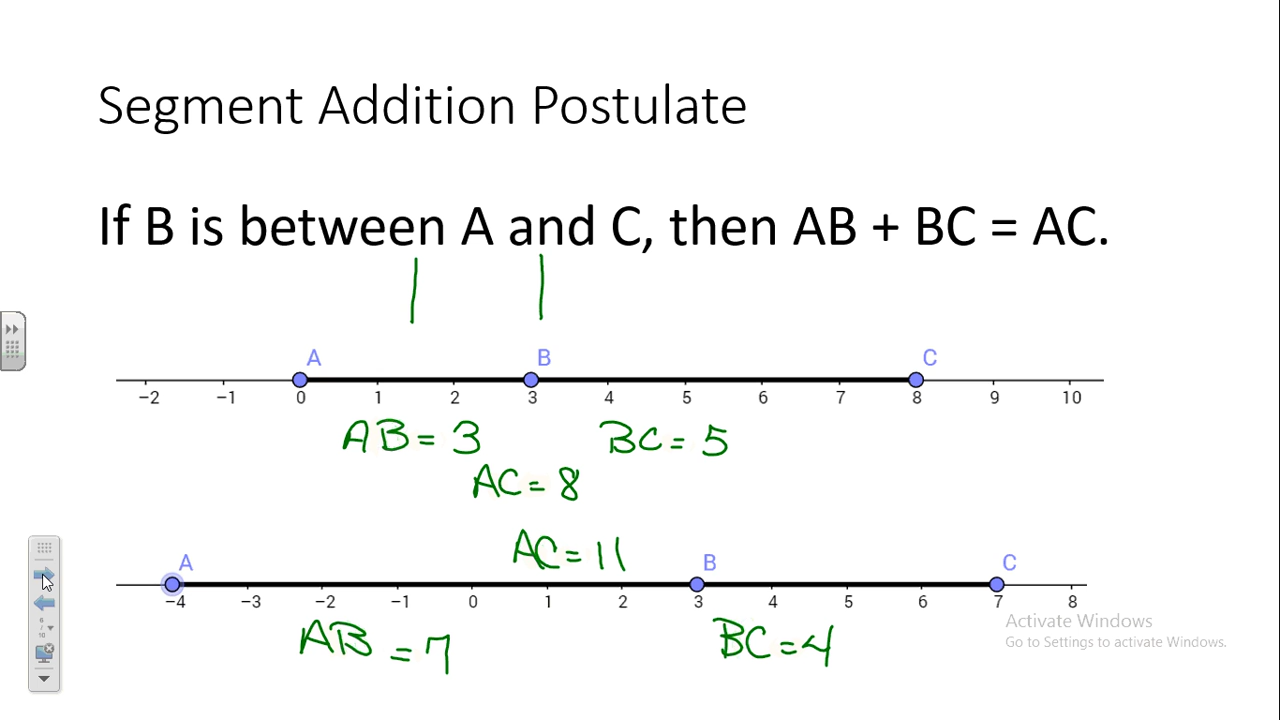 Segment Addition Postulate
If B is between A and C, then AB + BC = AC.
A B C
−2 −1 0 1 2 3 4 5 6 7 8 9 10
AB = 3 BC = 5
AC = 8
AC = 11
A B C
−4 −3 −2 −1 0 1 2 3 4 5 6 7 8
AB = 7 BC = 4
Activate Windows
Go to Settings to activate Windows.
6
/
10